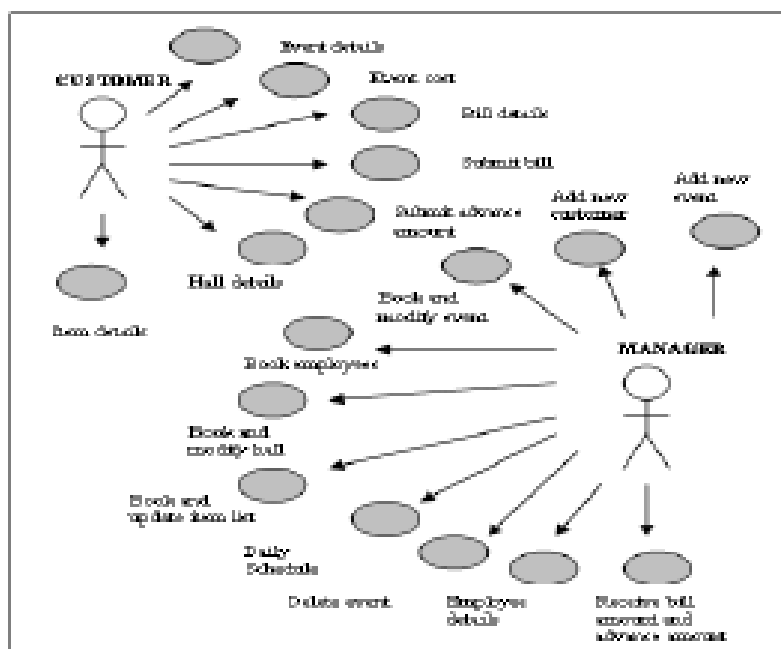 Event details
CUSTOMER
Event cost
Bill details
Submit bill
Add new
event
Add new
customer
Submit advance
amount
Hall details
Book and
modify event
Item details
MANAGER
Book employees
Book and
modify hall
Book and
update item list
Daily
Schedule
Delete event
Employee
details
Receive bill
amount and
advance amount